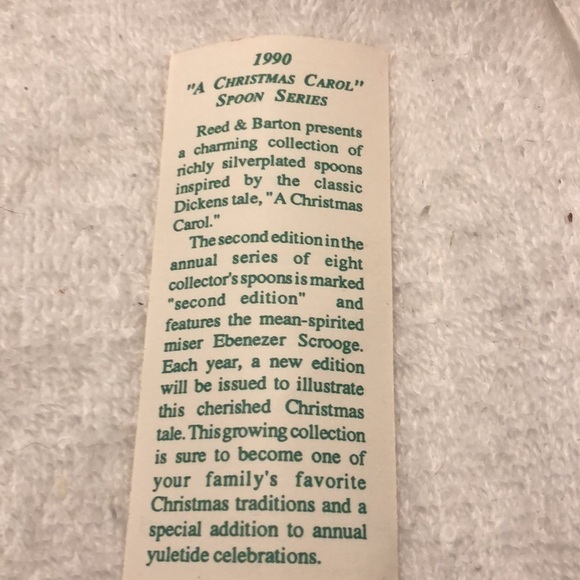 1990
"A CHRISTMAS CAROL"
SPOON SERIES
Reed & Barton presents
a charming collection of
richly silverplated spoons
inspired by the classic
Dickens tale, "A Christmas
Carol."
The second edition in the
annual series of eight
collector's spoons is marked
"second edition" and
features the mean-spirited
miser Ebenezer Scrooge.
Each year, a new edition
will be issued to illustrate
this cherished Christmas
tale. This growing collection
is sure to become one of
your family's favorite
Christmas traditions and a
special addition to annual
yuletide celebrations.